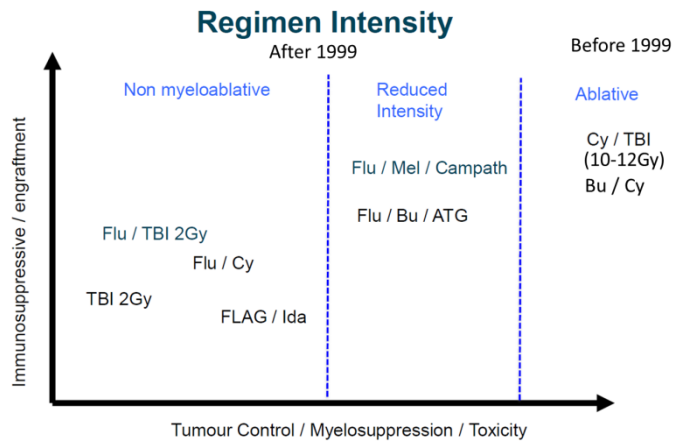 Regimen Intensity
After 1999
Before 1999
Non myeloablative
Reduced
Intensity
Ablative
Cy / TBI
(10-12Gy)
Bu / Cy
Flu / Mel / Campath
Flu / Bu / ATG
Flu / TBI 2Gy
Flu / Cy
TBI 2Gy
FLAG / Ida
Immunosuppressive / engraftment
Tumour Control / Myelosuppression / Toxicity